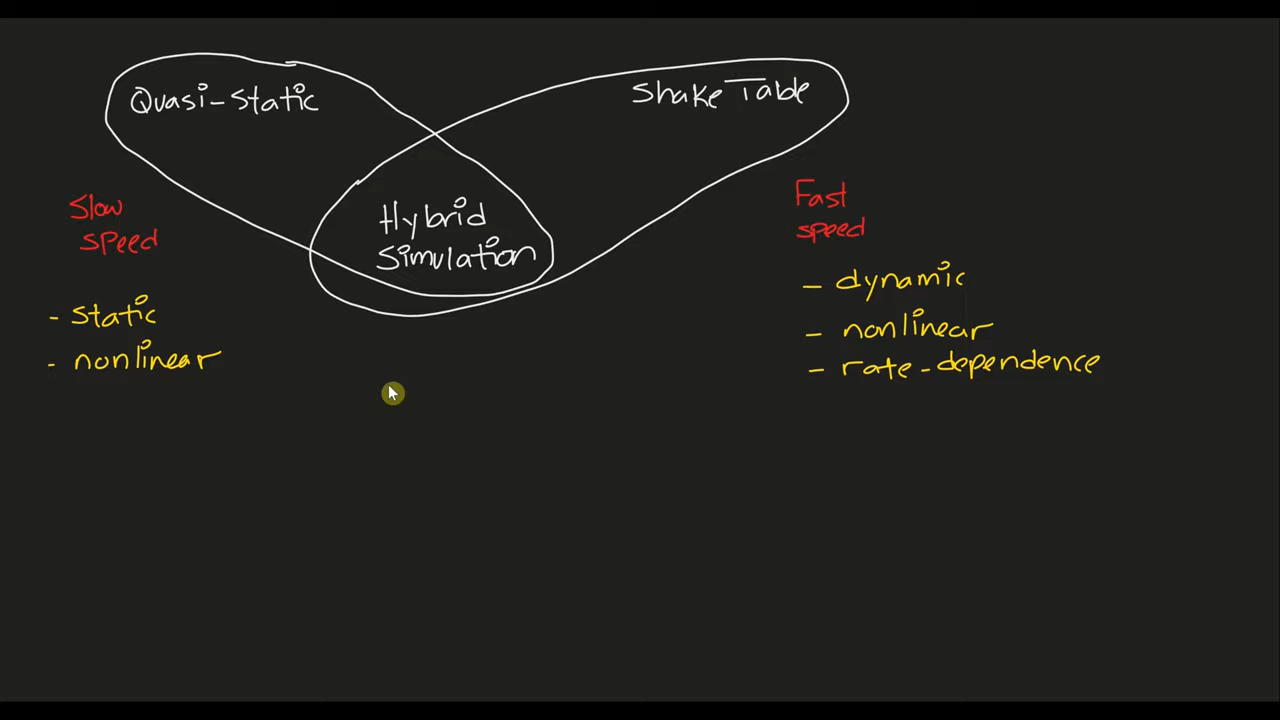 Quasi-Static
Shake Table
Hybrid
Simulation
Slow
speed
- static
- nonlinear
Fast
speed
- dynamic
- nonlinear
- rate-dependence